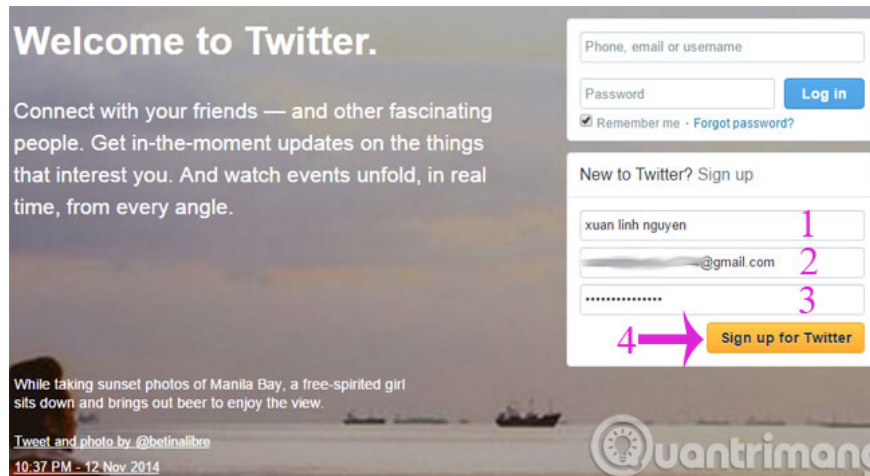 Welcome to Twitter.
Connect with your friends — and other fascinating
people. Get in-the-moment updates on the things
that interest you. And watch events unfold, in real
time, from every angle.
While taking sunset photos of Manila Bay, a free-spirited girl
sits down and brings out beer to enjoy the view.
Tweet and photo by @betinalibre
10:37 PM - 12 Nov 2014
Phone, email or username
Password
Log in
Remember me · Forgot password?
New to Twitter? Sign up
xuan linh nguyen 1
@gmail.com 2
3
4 Sign up for Twitter
Quantrimang